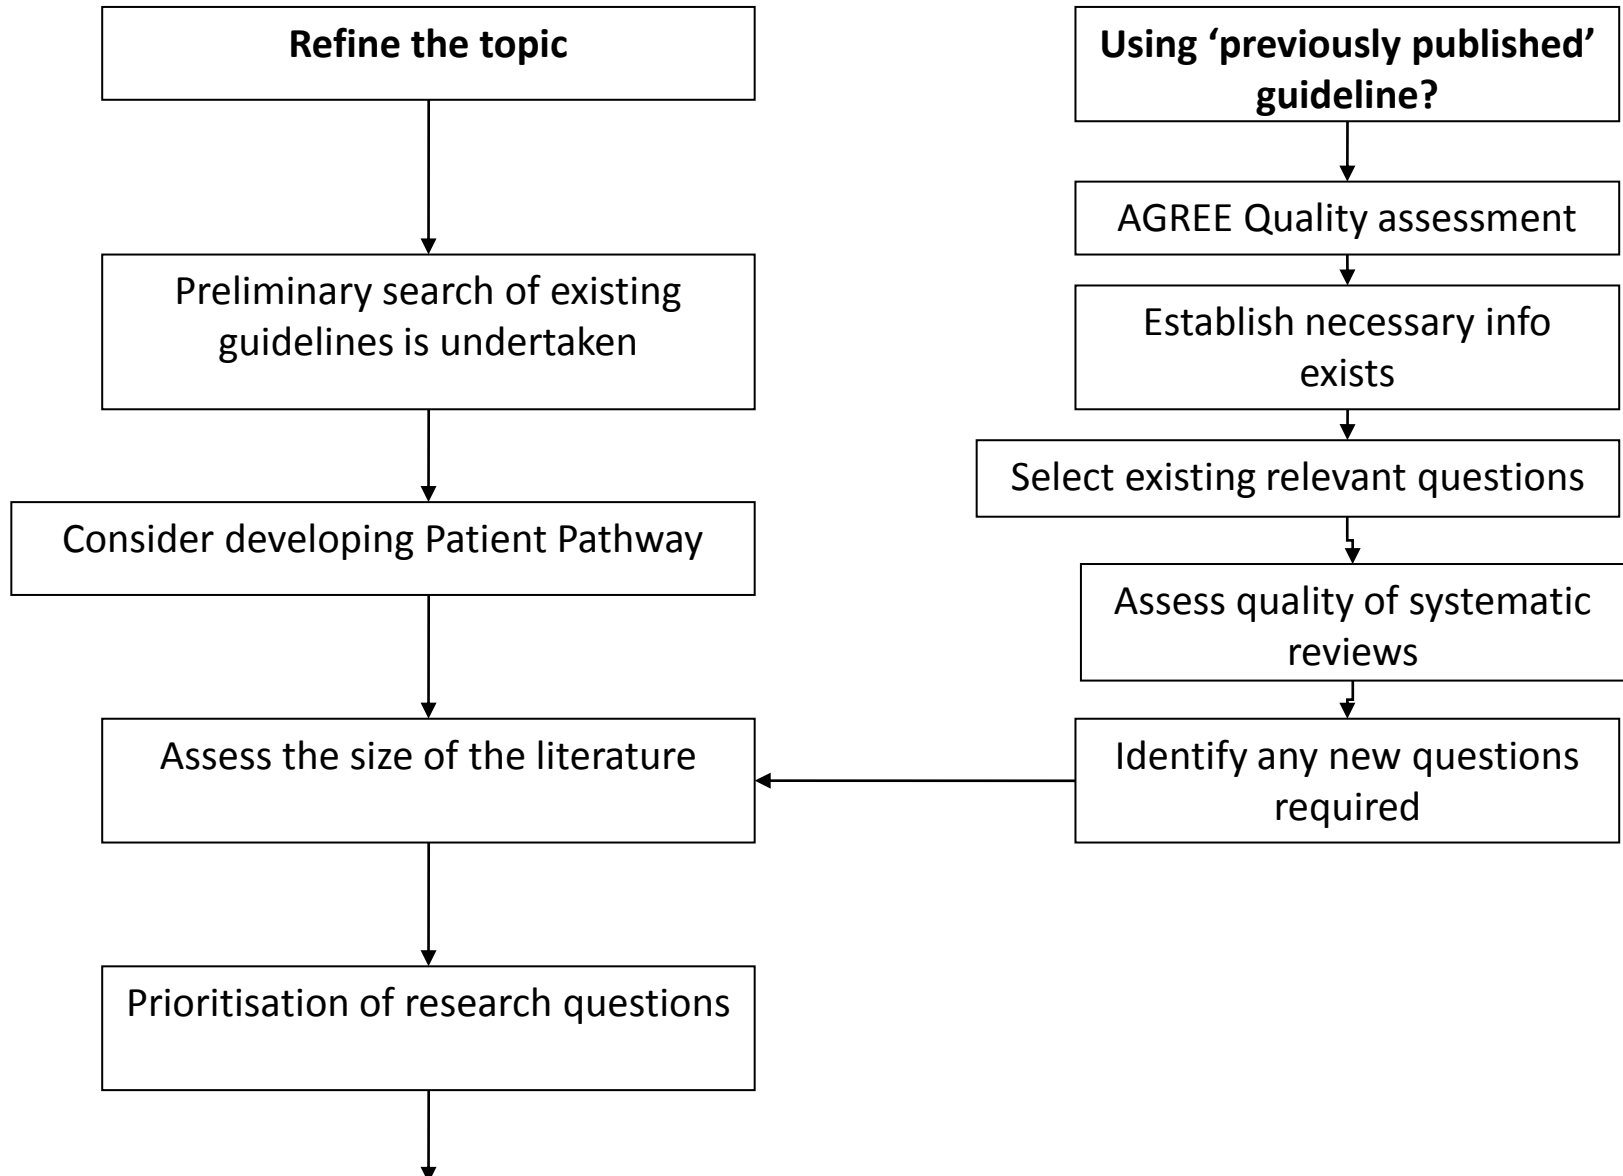 Refine the topic
Preliminary search of existing
guidelines is undertaken
Consider developing Patient Pathway
Assess the size of the literature
Prioritisation of research questions
Using ‘previously published’
guideline?
AGREE Quality assessment
Establish necessary info
exists
Select existing relevant questions
Assess quality of systematic
reviews
Identify any new questions
required